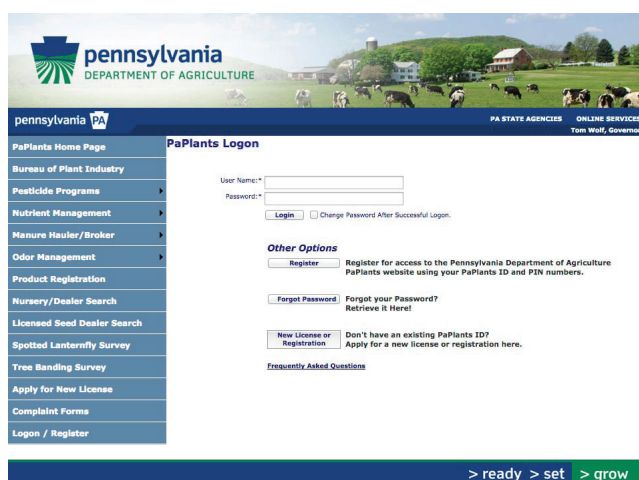 pennsylvania
DEPARTMENT OF AGRICULTURE
pennsylvania PA
PA STATE AGENCIES ONLINE SERVICES
Tom Wolf, Governor
PaPlants Home Page
Bureau of Plant Industry
Pesticide Programs
Nutrient Management
Manure Hauler/Broker
Odor Management
Product Registration
Nursery/Dealer Search
Licensed Seed Dealer Search
Spotted Lanternfly Survey
Tree Banding Survey
Apply for New License
Complaint Forms
Logon / Register
PaPlants Logon
User Name:*
Password:*
Login Change Password After Successful Logon.
Other Options
Register Register for access to the Pennsylvania Department of Agriculture
PaPlants website using your PaPlants ID and PIN numbers.
Forgot Password Forgot your Password?
Retrieve it Here!
New License or Don't have an existing PaPlants ID?
Registration Apply for a new license or registration here.
Frequently Asked Questions
> ready > set > grow